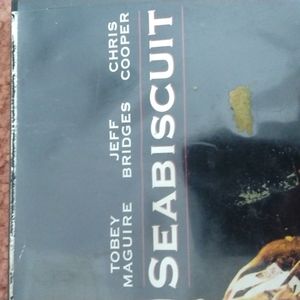 TOBEY MAGUIRE
JEFF BRIDGES
CHRIS COOPER
SEABISCUIT